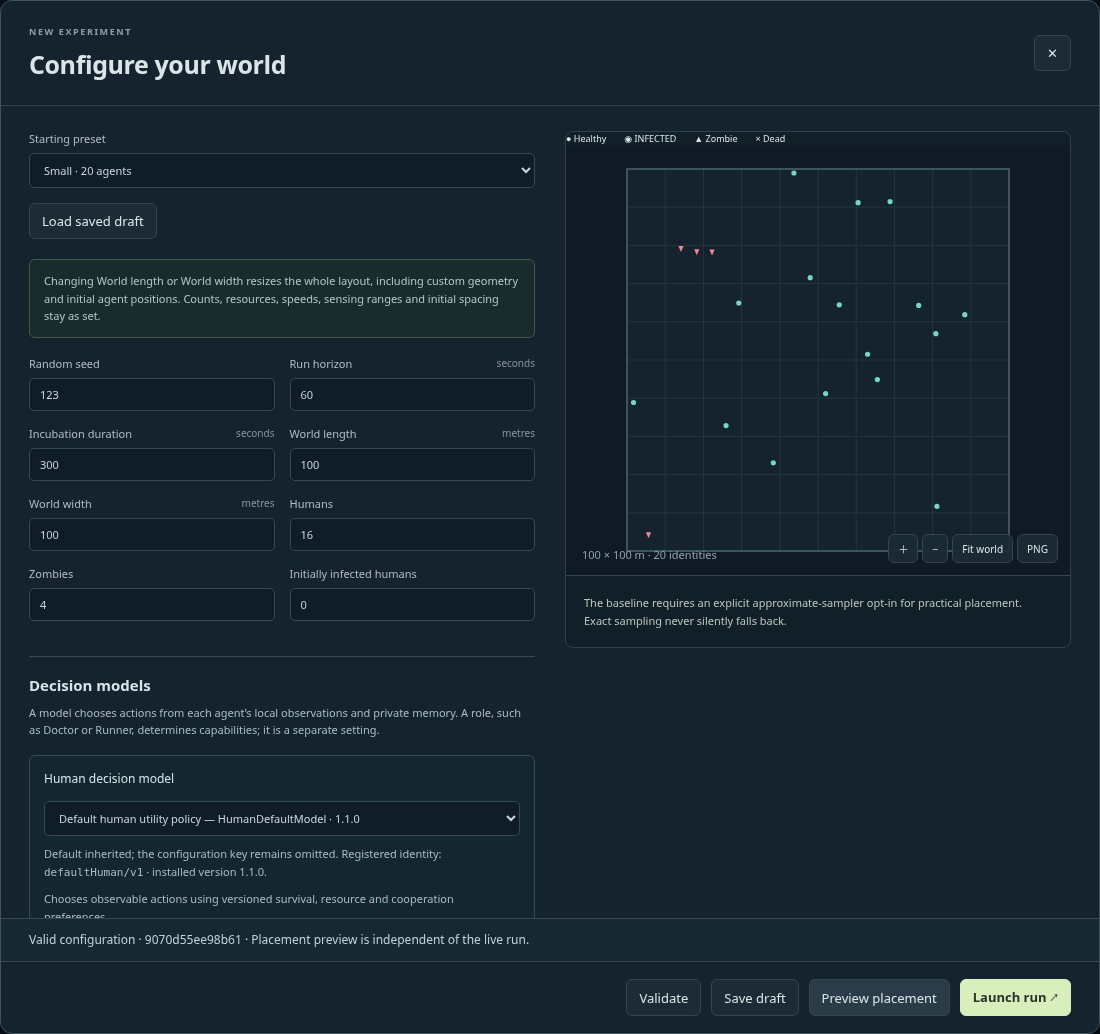 NEW EXPERIMENT
Configure your world
×
Starting preset
Small · 20 agents
Load saved draft
Changing World length or World width resizes the whole layout, including custom geometry
and initial agent positions. Counts, resources, speeds, sensing ranges and initial spacing
stay as set.
Random seed
123
Run horizon seconds
60
Incubation duration seconds
300
World length metres
100
World width metres
100
Humans
16
Zombies
4
Initially infected humans
0
Decision models
A model chooses actions from each agent's local observations and private memory. A role, such
as Doctor or Runner, determines capabilities; it is a separate setting.
Human decision model
Default human utility policy — HumanDefaultModel · 1.1.0
Default inherited; the configuration key remains omitted. Registered identity:
defaultHuman/v1 · installed version 1.1.0.
Chooses observable actions using versioned survival, resource and cooperation
preferences.
● Healthy ◉ INFECTED ▲ Zombie × Dead
100 × 100 m · 20 identities
+ − Fit world PNG
The baseline requires an explicit approximate-sampler opt-in for practical placement.
Exact sampling never silently falls back.
Valid configuration · 9070d55ee98b61 · Placement preview is independent of the live run.
Validate Save draft Preview placement Launch run ↗